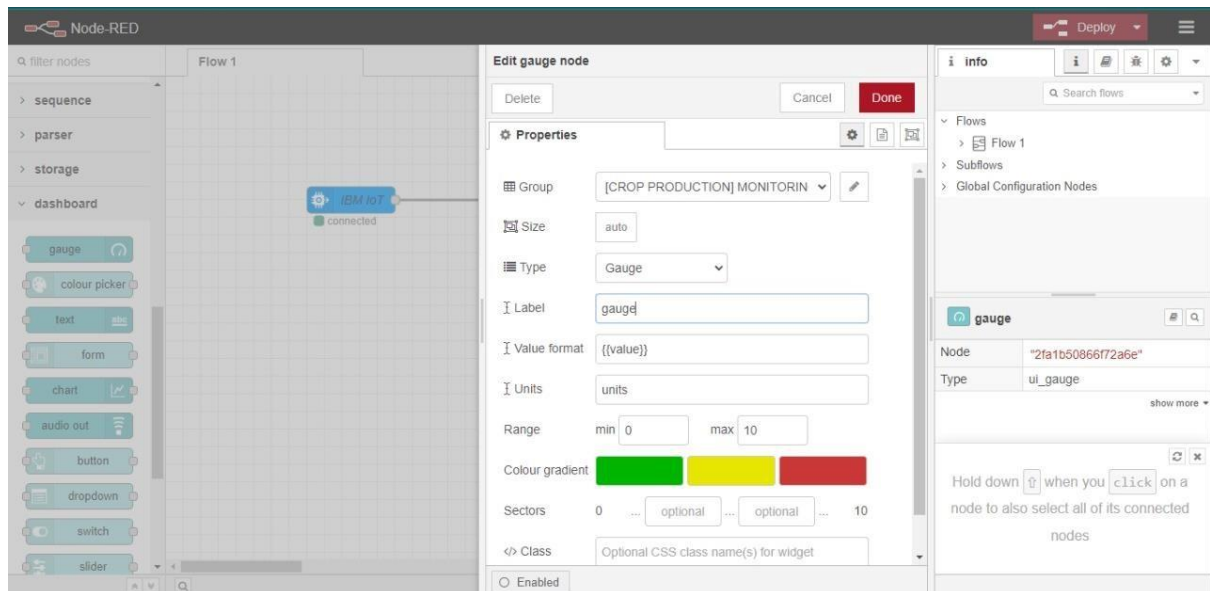 Node-RED
Deploy
filter nodes
Flow 1
sequence
parser
storage
dashboard
gauge
colour picker
text
abc
form
chart
audio out
button
dropdown
switch
slider
IBM IoT
connected
Edit gauge node
Delete
Cancel
Done
Properties
Group
[CROP PRODUCTION] MONITORIN
Size
auto
Type
Gauge
Label
gauge
Value format
{{value}}
Units
units
Range
min 0
max 10
Colour gradient
Sectors
0 ... optional ... optional ... 10
</> Class
Optional CSS class name(s) for widget
Enabled
i info
i
Search flows
Flows
Flow 1
Subflows
Global Configuration Nodes
gauge
Node
"2fa1b50866f72a6e"
Type
ui_gauge
show more
Hold down ⇧ when you click on a
node to also select all of its connected
nodes